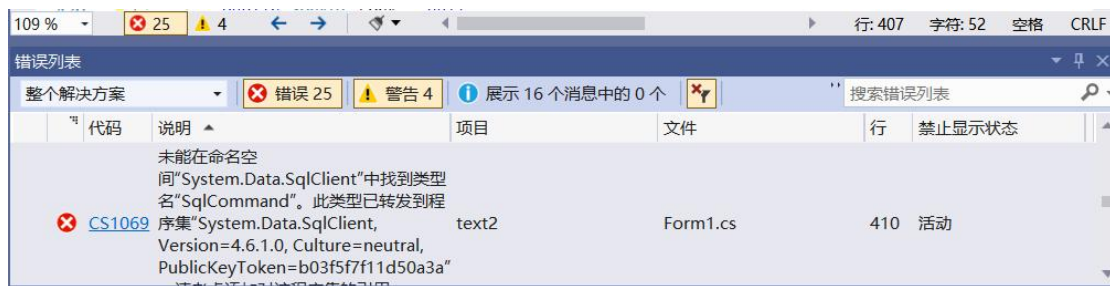 109 % 25 4 行: 407 字符: 52 空格 CRLF
错误列表
整个解决方案 错误 25 警告 4 展示 16 个消息中的 0 个 搜索错误列表
代码 说明 项目 文件 行 禁止显示状态
未能在命名空
间“System.Data.SqlClient”中找到类型
名“SqlCommand”。此类型已转发到程
CS1069 序集“System.Data.SqlClient, text2 Form1.cs 410 活动
Version=4.6.1.0, Culture=neutral,
PublicKeyToken=b03f5f7f11d50a3a”